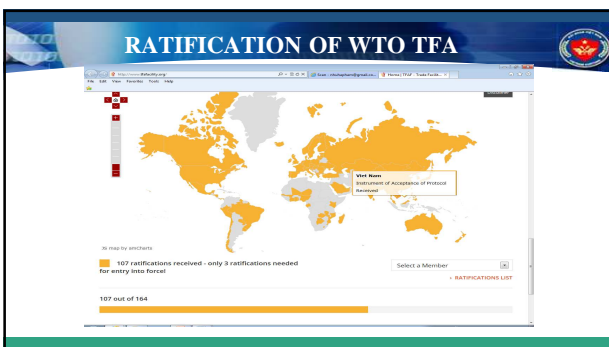 RATIFICATION OF WTO TFA
File Edit View Favorites Tools Help
Viet Nam
Instrument of Acceptance of Protocol
Received
JS map by amCharts
107 ratifications received - only 3 ratifications needed
for entry into force!
Select a Member
› RATIFICATIONS LIST
107 out of 164